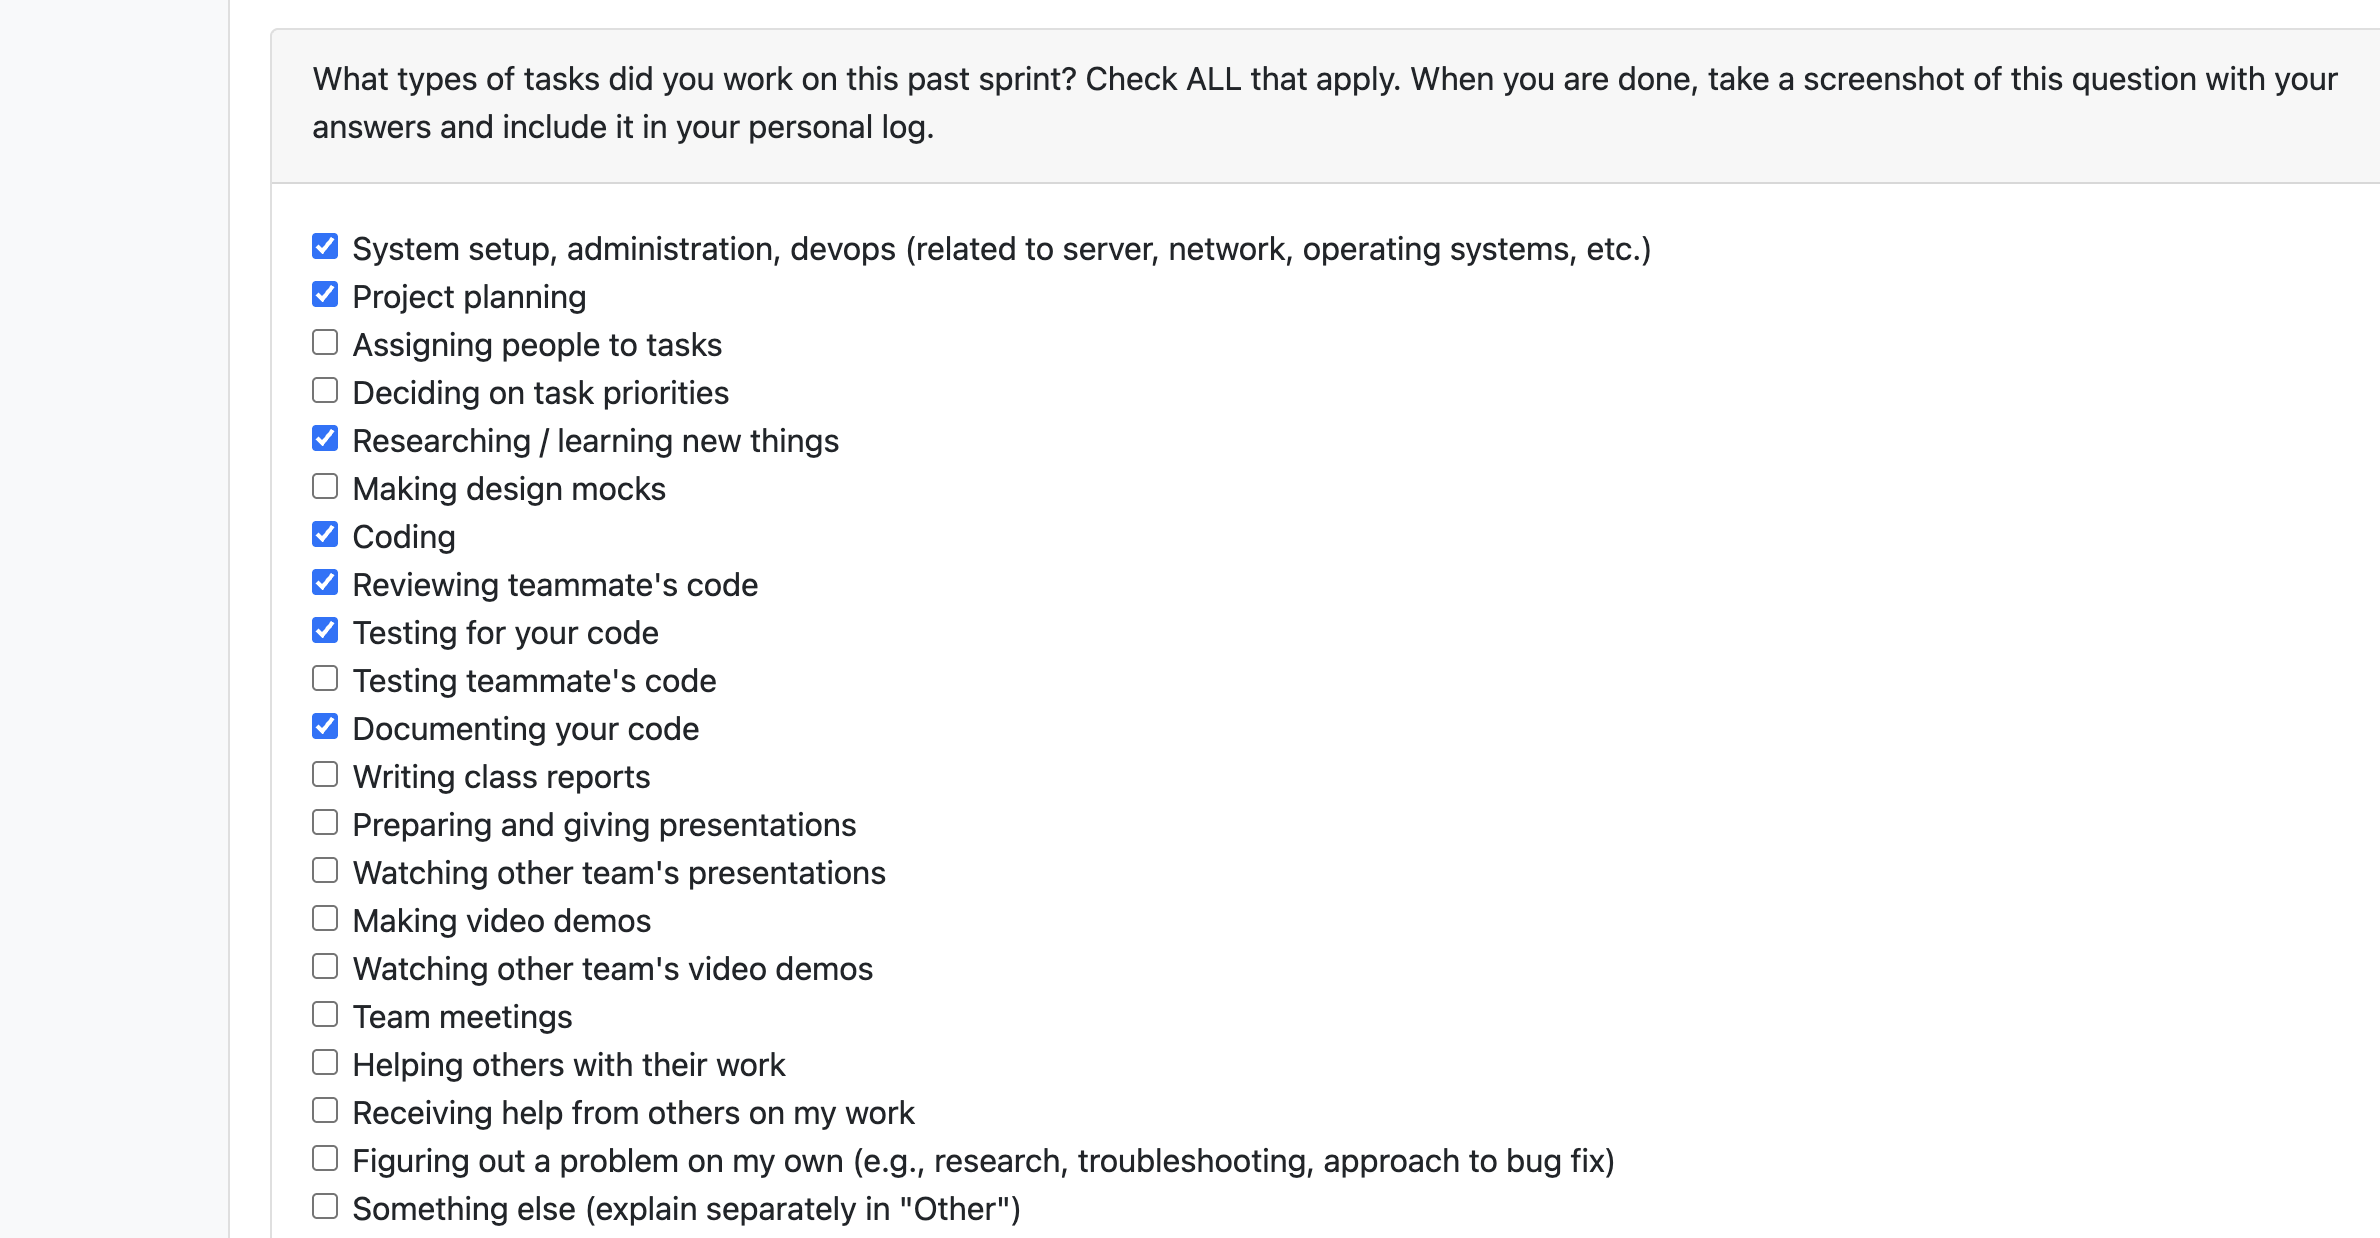 What types of tasks did you work on this past sprint? Check ALL that apply. When you are done, take a screenshot of this question with your
answers and include it in your personal log.
System setup, administration, devops (related to server, network, operating systems, etc.)
Project planning
Assigning people to tasks
Deciding on task priorities
Researching / learning new things
Making design mocks
Coding
Reviewing teammate's code
Testing for your code
Testing teammate's code
Documenting your code
Writing class reports
Preparing and giving presentations
Watching other team's presentations
Making video demos
Watching other team's video demos
Team meetings
Helping others with their work
Receiving help from others on my work
Figuring out a problem on my own (e.g., research, troubleshooting, approach to bug fix)
Something else (explain separately in "Other")